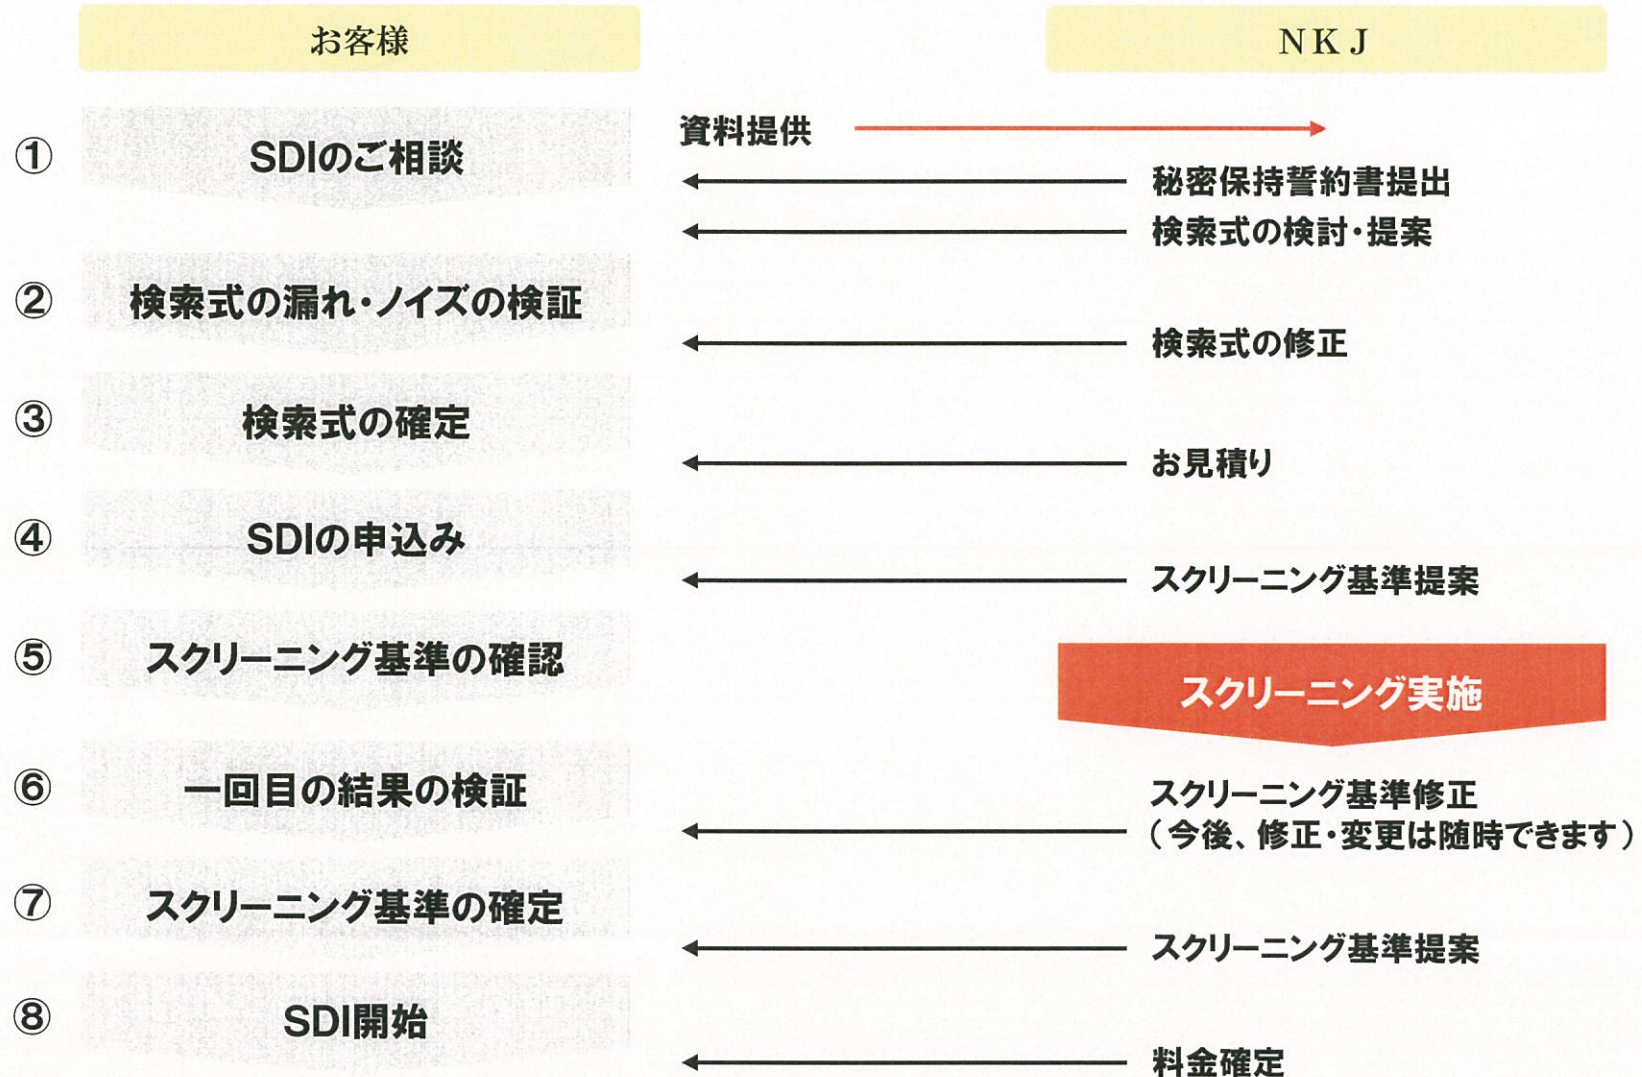 お客様
NKJ
① SDIのご相談
資料提供
秘密保持誓約書提出
検索式の検討・提案
② 検索式の漏れ・ノイズの検証
検索式の修正
③ 検索式の確定
お見積り
④ SDIの申込み
スクリーニング基準提案
⑤ スクリーニング基準の確認
スクリーニング実施
⑥ 一回目の結果の検証
スクリーニング基準修正
(今後、修正・変更は随時できます)
⑦ スクリーニング基準の確定
スクリーニング基準提案
⑧ SDI開始
料金確定